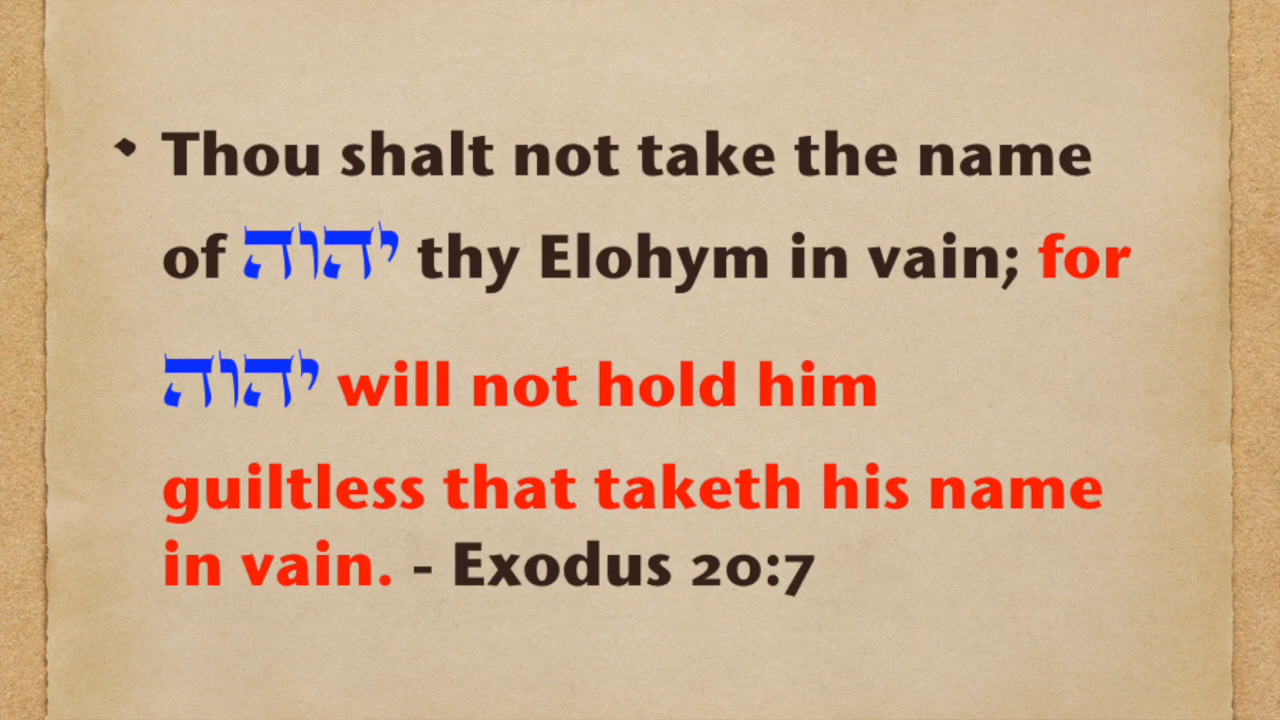 • Thou shalt not take the name
of יהוה thy Elohym in vain; for
יהוה will not hold him
guiltless that taketh his name
in vain. - Exodus 20:7